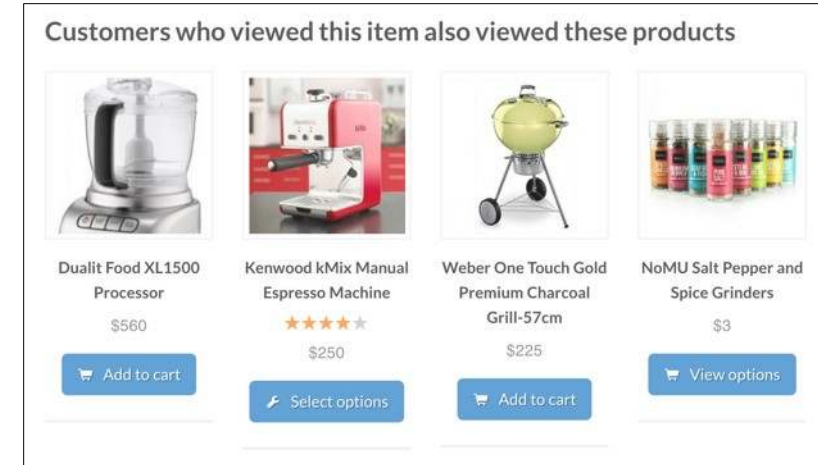 Customers who viewed this item also viewed these products
Dualit Food XL1500
Processor
$560
Add to cart
Kenwood kMix Manual
Espresso Machine
$250
Select options
Weber One Touch Gold
Premium Charcoal
Grill-57cm
$225
Add to cart
NoMU Salt Pepper and
Spice Grinders
$3
View options